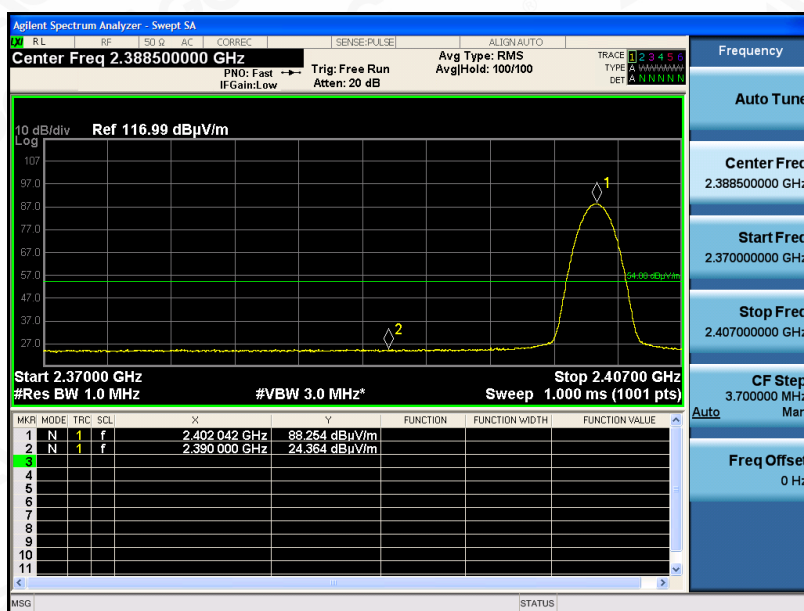 Agilent Spectrum Analyzer - Swept SA
LXI RL RF 50 Ω AC CORREC SENSE:PULSE ALIGN AUTO
Center Freq 2.388500000 GHz
PNO: Fast
IFGain:Low
Trig: Free Run
Atten: 20 dB
Avg Type: RMS
Avg|Hold: 100/100
TRACE 1 2 3 4 5 6
TYPE A
DET A N N N N N
10 dB/div Ref 116.99 dBµV/m
Log
107
97.0
87.0
77.0
67.0
57.0
47.0
37.0
27.0
1
54.00 dBµV/m
2
Start 2.37000 GHz Stop 2.40700 GHz
#Res BW 1.0 MHz #VBW 3.0 MHz* Sweep 1.000 ms (1001 pts)
MKR MODE TRC SCL X Y FUNCTION FUNCTION WIDTH FUNCTION VALUE
1 N 1 f 2.402 042 GHz 88.254 dBµV/m
2 N 1 f 2.390 000 GHz 24.364 dBµV/m
3
4
5
6
7
8
9
10
11
MSG STATUS
Frequency
Auto Tune
Center Freq
2.388500000 GHz
Start Freq
2.370000000 GHz
Stop Freq
2.407000000 GHz
CF Step
3.700000 MHz
Auto Man
Freq Offset
0 Hz